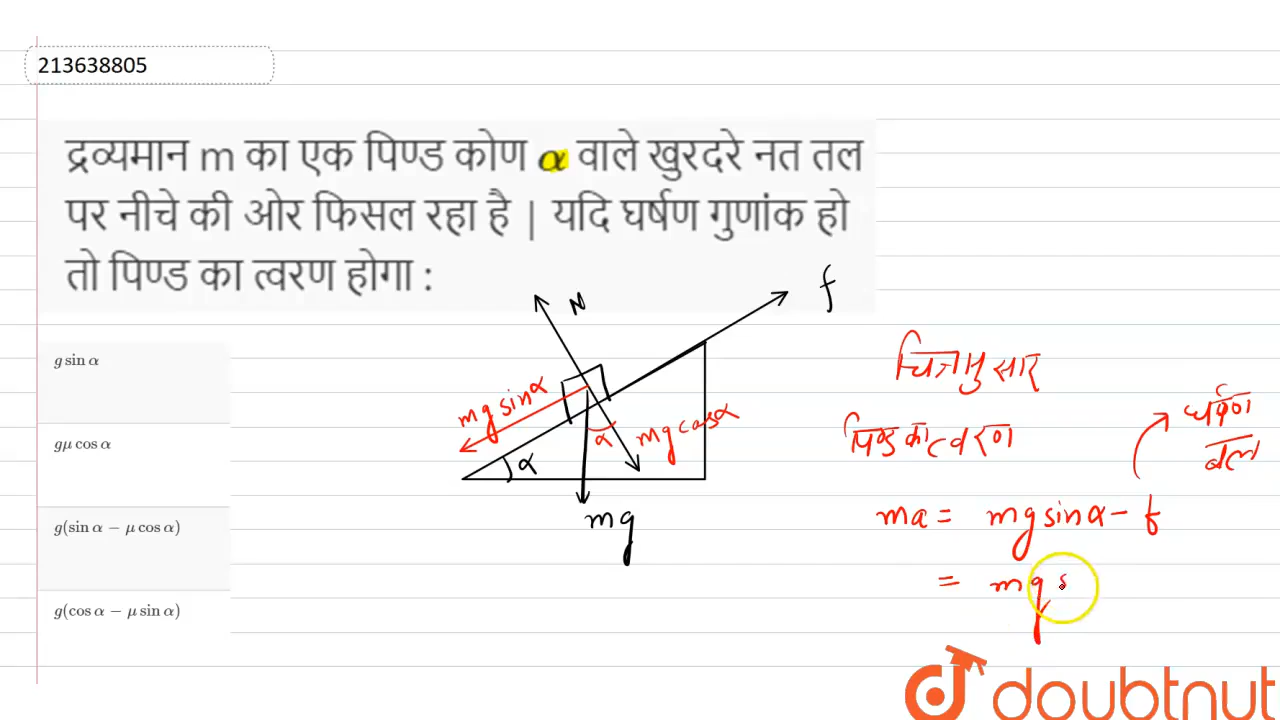 213638805
द्रव्यमान m का एक पिण्ड कोण α वाले खुरदरे नत तल
पर नीचे की ओर फिसल रहा है | यदि घर्षण गुणांक हो
तो पिण्ड का त्वरण होगा :
g sin α
gμ cos α
g(sin α − μ cos α)
g(cos α − μ sin α)
N
f
mg sinα
mg cosα
α
α
mg
चित्रानुसार
पिण्ड का त्वरण
घर्षण
बल
ma = mg sinα - f
= mg s
doubtnut